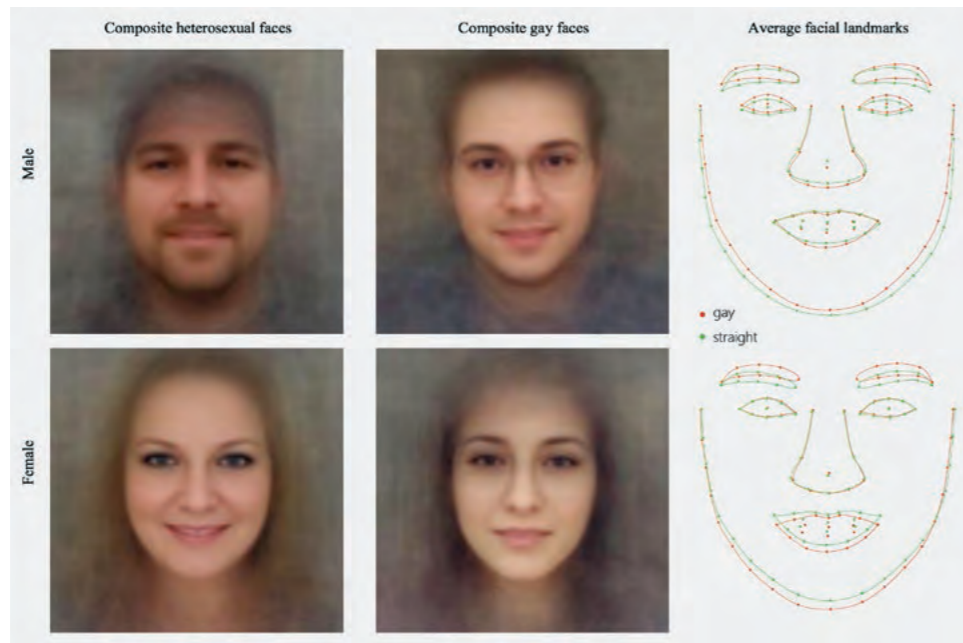 Composite heterosexual faces
Composite gay faces
Average facial landmarks
Male
gay
straight
Female